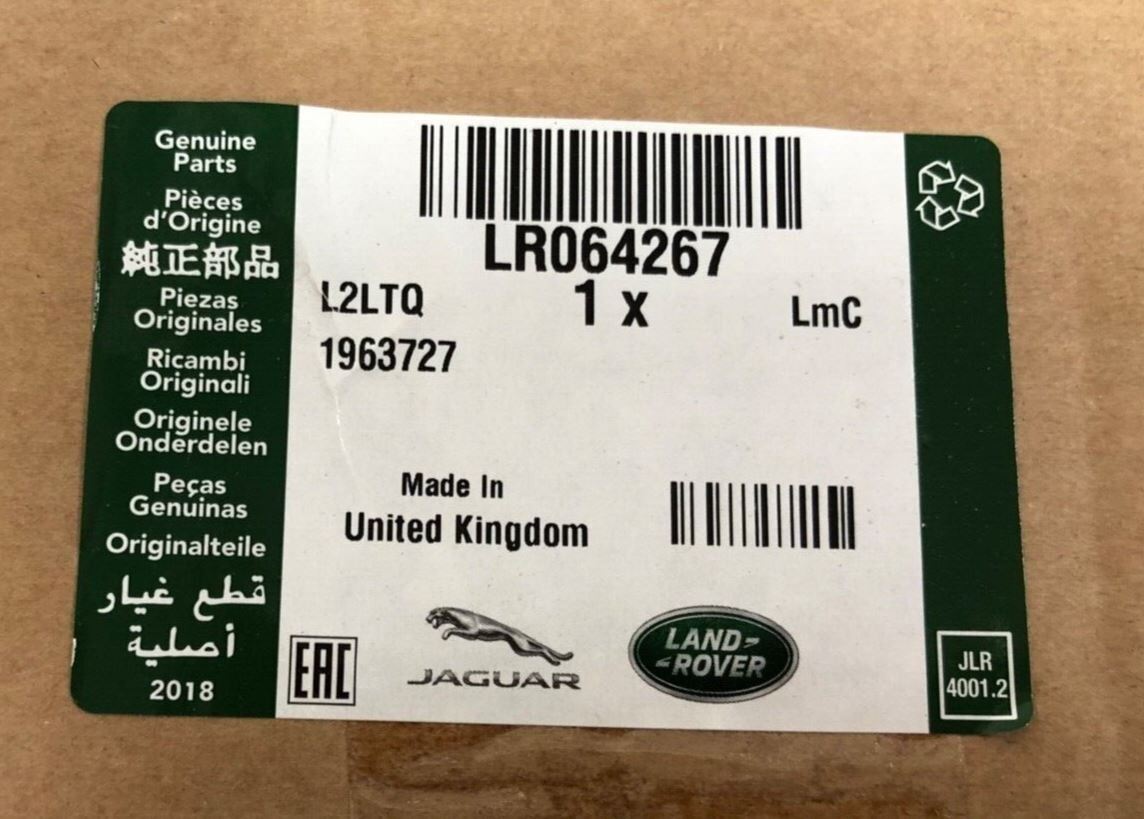 Genuine
Parts
Pièces
d'Origine
純正部品
Piezas
Originales
Ricambi
Originali
Originele
Onderdelen
Peças
Genuinas
Originalteile
قطع غيار
أصلية
2018
LR064267
L2LTQ 1 x LmC
1963727
Made In
United Kingdom
EAC
JAGUAR
LAND-
-ROVER
JLR
4001.2